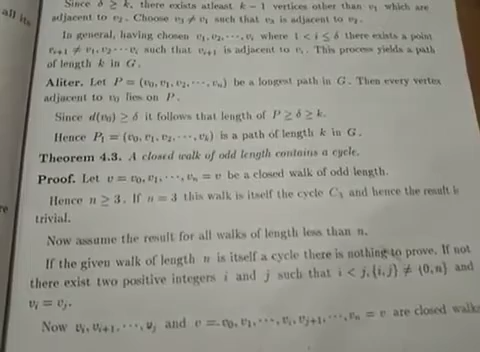 all its
re
Since δ ≥ k, there exists atleast k − 1 vertices other than v₁ which are
adjacent to v₂. Choose v₃ ≠ v₁ such that v₃ is adjacent to v₂.
In general, having chosen v₁, v₂, ⋯, vᵢ where 1 < i ≤ δ there exists a point
vᵢ₊₁ ≠ v₁, v₂ ⋯ vᵢ such that vᵢ₊₁ is adjacent to vᵢ. This process yields a path
of length k in G.
Aliter. Let P = (v₀, v₁, v₂, ⋯, vₙ) be a longest path in G. Then every vertex
adjacent to v₀ lies on P.
Since d(v₀) ≥ δ it follows that length of P ≥ δ ≥ k.
Hence P₁ = (v₀, v₁, v₂, ⋯, vₖ) is a path of length k in G.
Theorem 4.3. A closed walk of odd length contains a cycle.
Proof. Let v = v₀, v₁, ⋯, vₙ = v be a closed walk of odd length.
Hence n ≥ 3. If n = 3 this walk is itself the cycle C₃ and hence the result is
trivial.
Now assume the result for all walks of length less than n.
If the given walk of length n is itself a cycle there is nothing to prove. If not
there exist two positive integers i and j such that i < j, {i, j} ≠ {0, n} and
vᵢ = vⱼ.
Now vᵢ, vᵢ₊₁, ⋯, vⱼ and v = v₀, v₁, ⋯, vᵢ, vⱼ₊₁, ⋯, vₙ = v are closed walks